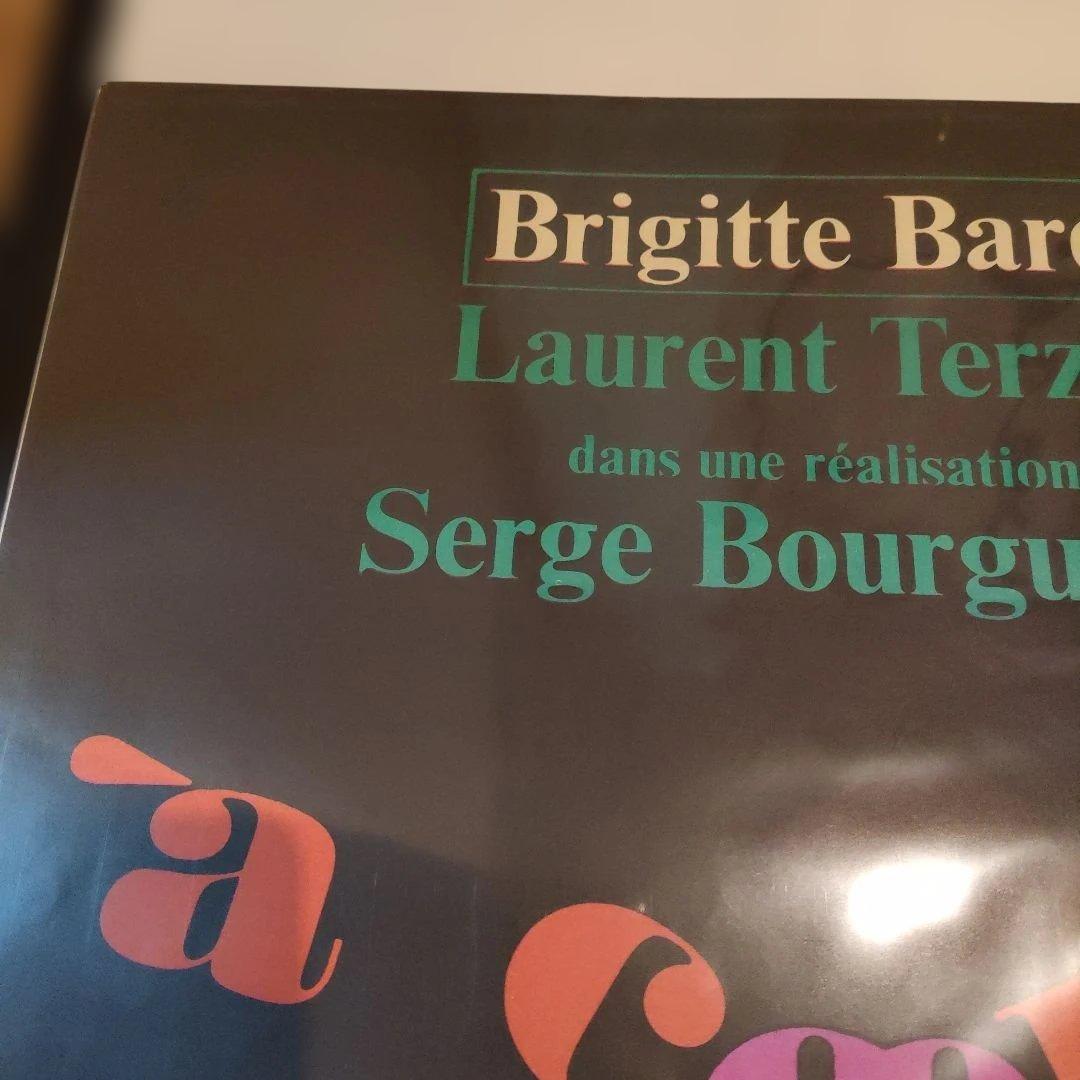 Brigitte Bard
Laurent Terz
dans une réalisation
Serge Bourgu
à